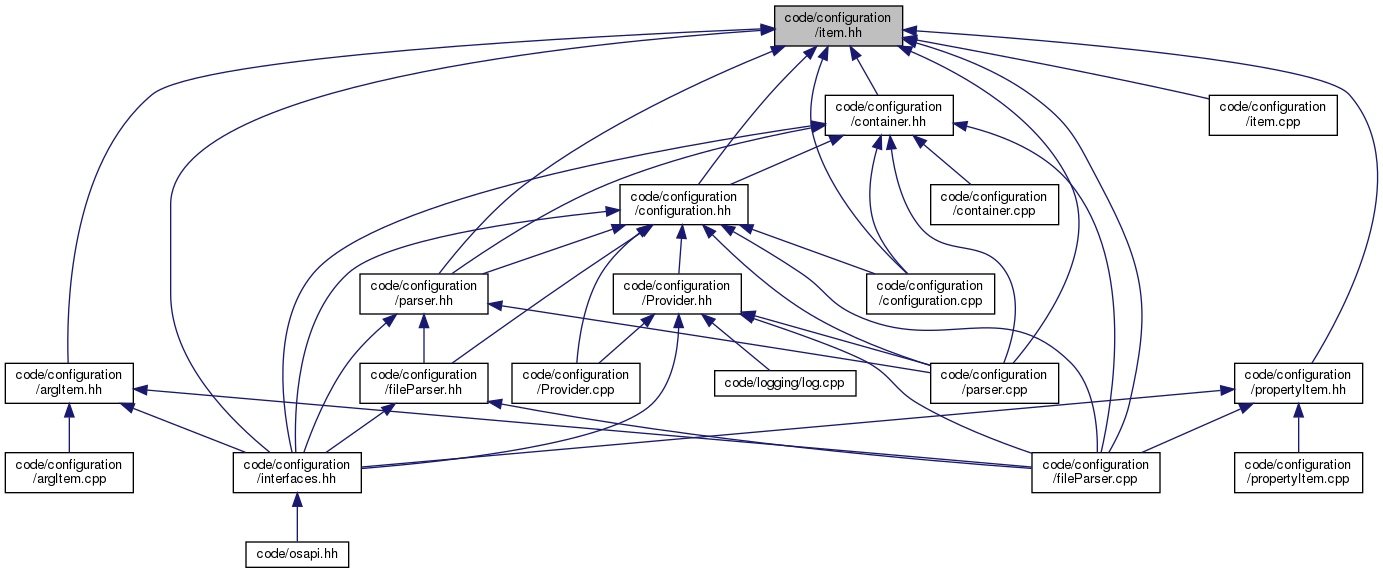 code/configuration
/item.hh
code/configuration
/container.hh
code/configuration
/item.cpp
code/configuration
/configuration.hh
code/configuration
/container.cpp
code/configuration
/parser.hh
code/configuration
/Provider.hh
code/configuration
/configuration.cpp
code/configuration
/argItem.hh
code/configuration
/fileParser.hh
code/configuration
/Provider.cpp
code/logging/log.cpp
code/configuration
/parser.cpp
code/configuration
/propertyItem.hh
code/configuration
/argItem.cpp
code/configuration
/interfaces.hh
code/configuration
/fileParser.cpp
code/configuration
/propertyItem.cpp
code/osapi.hh